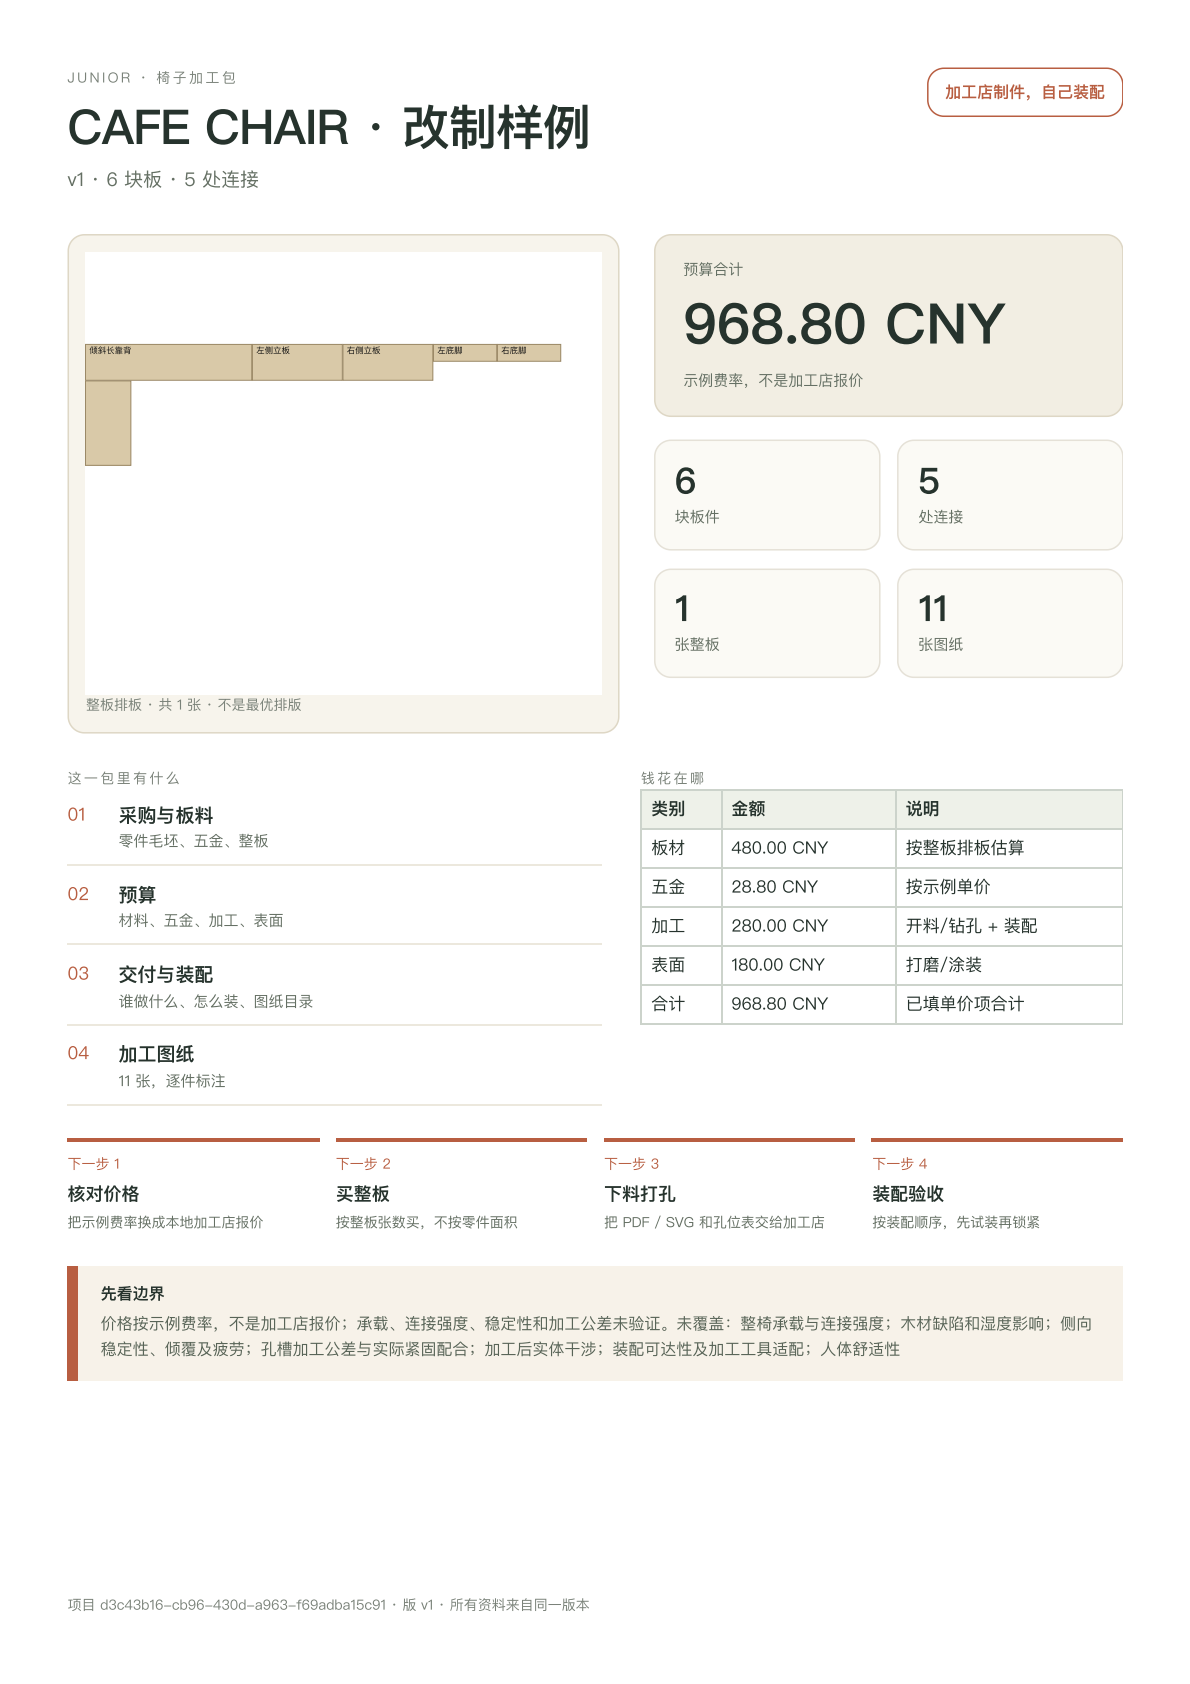 JUNIOR · 椅子加工包
CAFE CHAIR · 改制样例
v1 · 6 块板 · 5 处连接
加工店制件，自己装配
倾斜长靠背
左侧立板
右侧立板
左底脚
右底脚
整板排板 · 共 1 张 · 不是最优排版
预算合计
968.80 CNY
示例费率，不是加工店报价
6
块板件
5
处连接
1
张整板
11
张图纸
这一包里有什么
01 采购与板料
零件毛坯、五金、整板
02 预算
材料、五金、加工、表面
03 交付与装配
谁做什么、怎么装、图纸目录
04 加工图纸
11 张，逐件标注
钱花在哪
类别 金额 说明
板材 480.00 CNY 按整板排板估算
五金 28.80 CNY 按示例单价
加工 280.00 CNY 开料/钻孔 + 装配
表面 180.00 CNY 打磨/涂装
合计 968.80 CNY 已填单价项合计
下一步 1
核对价格
把示例费率换成本地加工店报价
下一步 2
买整板
按整板张数买，不按零件面积
下一步 3
下料打孔
把 PDF / SVG 和孔位表交给加工店
下一步 4
装配验收
按装配顺序，先试装再锁紧
先看边界
价格按示例费率，不是加工店报价；承载、连接强度、稳定性和加工公差未验证。未覆盖：整椅承载与连接强度；木材缺陷和湿度影响；侧向
稳定性、倾覆及疲劳；孔槽加工公差与实际紧固配合；加工后实体干涉；装配可达性及加工工具适配；人体舒适性
项目 d3c43b16-cb96-430d-a963-f69adba15c91 · 版 v1 · 所有资料来自同一版本